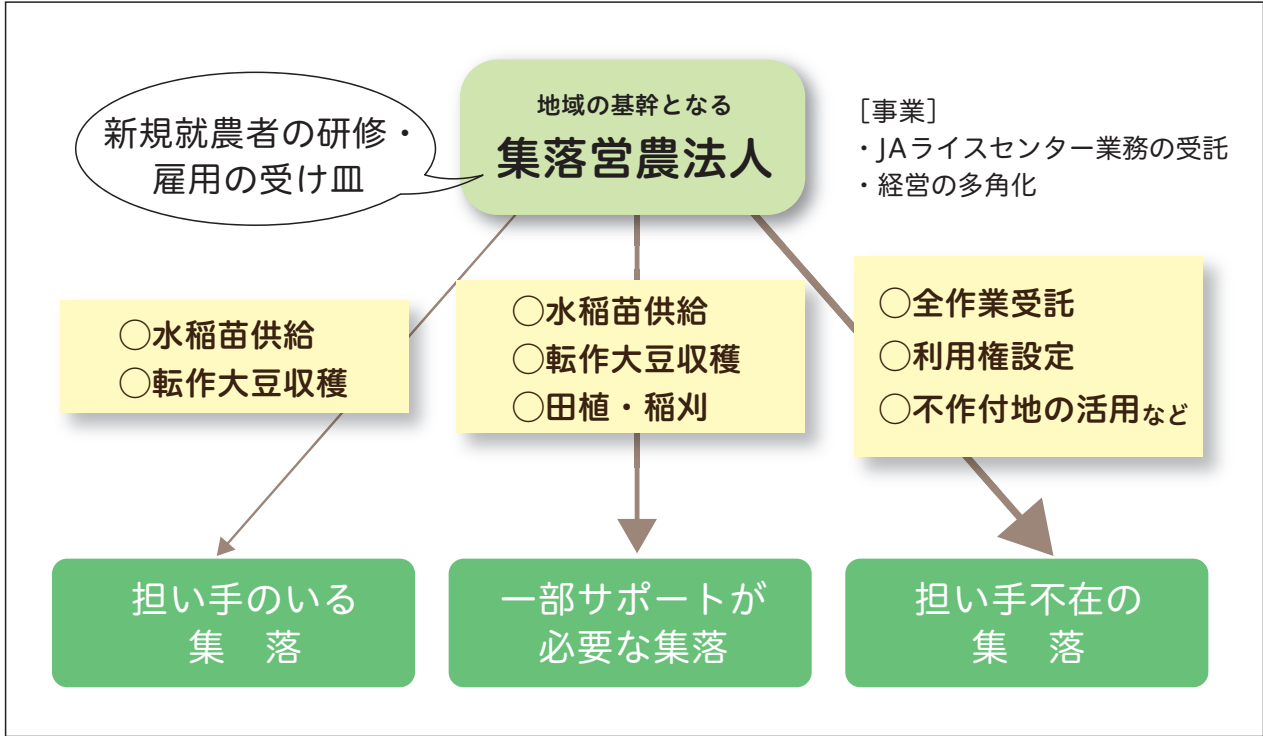 新規就農者の研修・
雇用の受け皿
地域の基幹となる
集落営農法人
［事業］
・JAライスセンター業務の受託
・経営の多角化
○水稲苗供給
○転作大豆収穫
○水稲苗供給
○転作大豆収穫
○田植・稲刈
○全作業受託
○利用権設定
○不作付地の活用など
担い手のいる
集　落
一部サポートが
必要な集落
担い手不在の
集　落